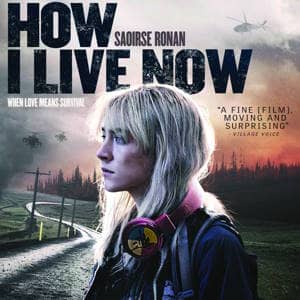 HOW
SAOIRSE RONAN
I LIVE NOW
WHEN LOVE MEANS SURVIVAL
"A FINE [FILM].
MOVING AND
SURPRISING"
- VILLAGE VOICE